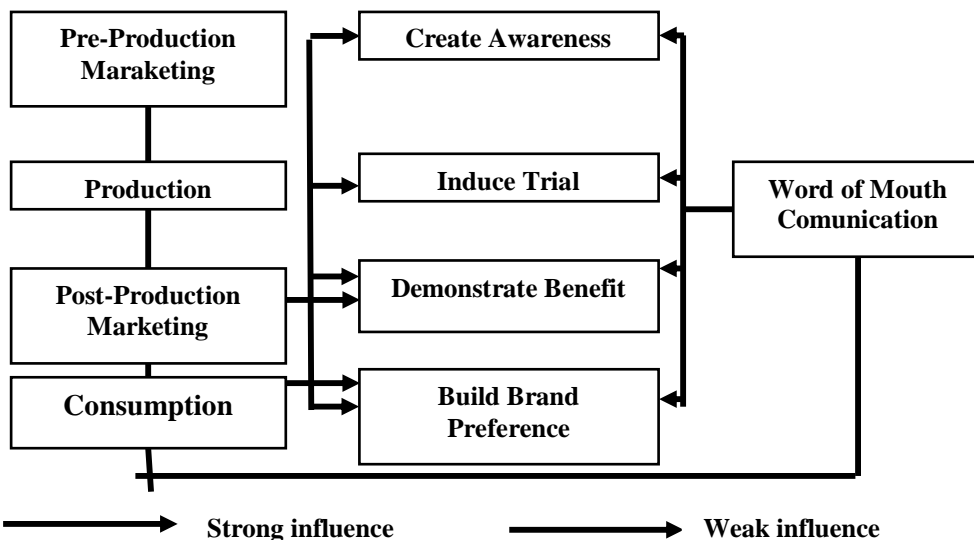 Pre-Production
Maraketing
Create Awareness
Production
Induce Trial
Word of Mouth
Comunication
Post-Production
Marketing
Demonstrate Benefit
Consumption
Build Brand
Preference
Strong influence
Weak influence